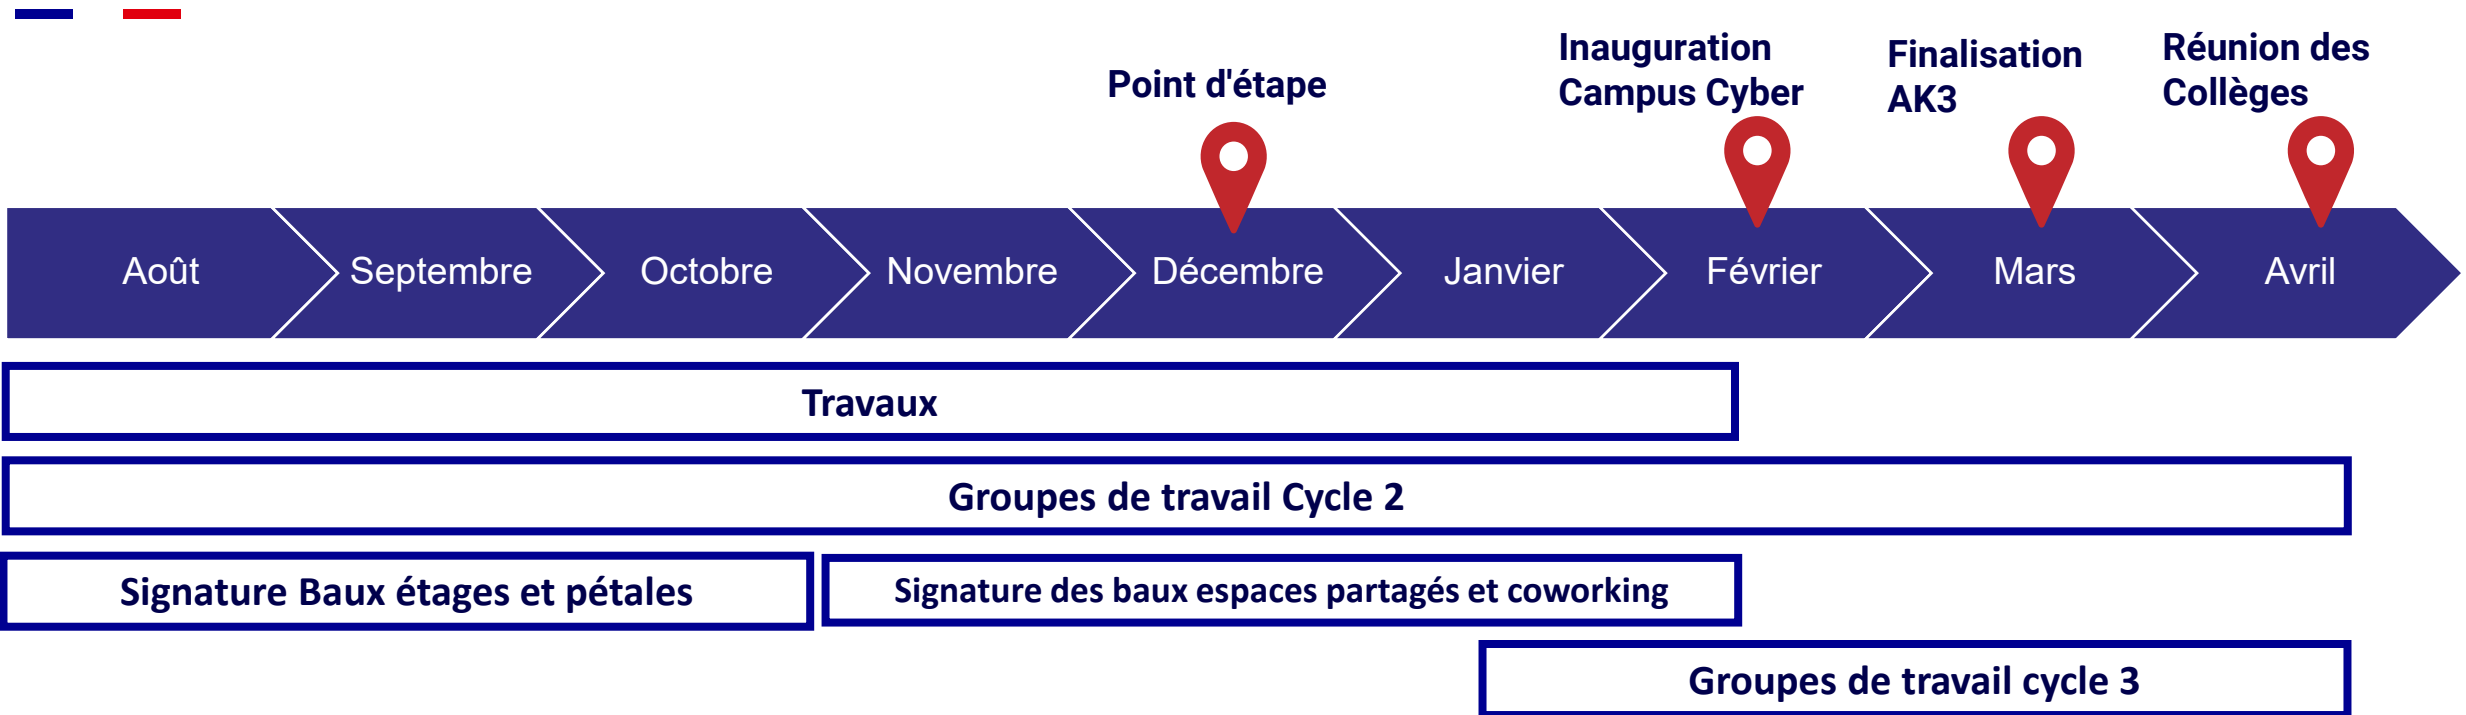 Point d'étape
Inauguration
Campus Cyber
Finalisation
AK3
Réunion des
Collèges
Août
Septembre
Octobre
Novembre
Décembre
Janvier
Février
Mars
Avril
Travaux
Groupes de travail Cycle 2
Signature Baux étages et pétales
Signature des baux espaces partagés et coworking
Groupes de travail cycle 3